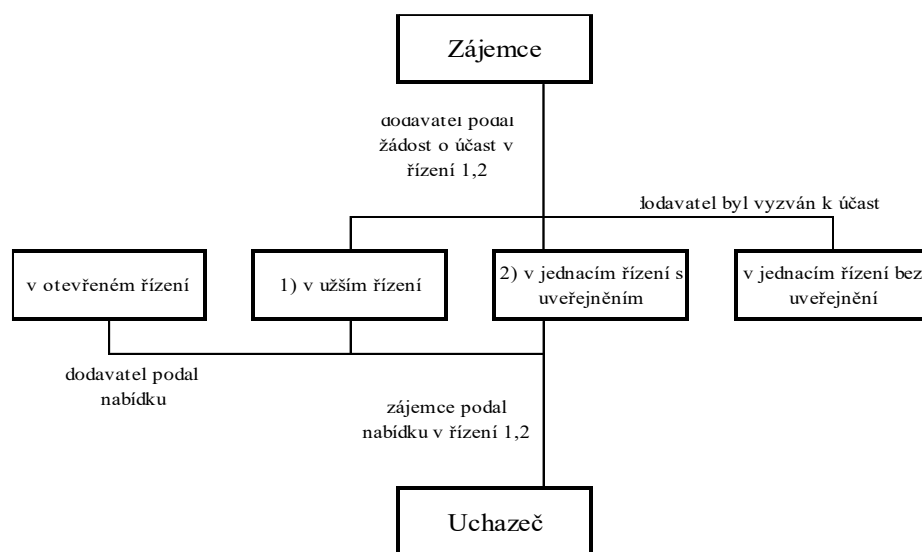 Zájemce
dodavatel podal
žádost o účast v
řízení 1,2
dodavatel byl vyzván k účast
v otevřeném řízení
1) v užším řízení
2) v jednacím řízení s
uveřejněním
v jednacím řízení bez
uveřejnění
dodavatel podal
nabídku
zájemce podal
nabídku v řízení 1,2
Uchazeč